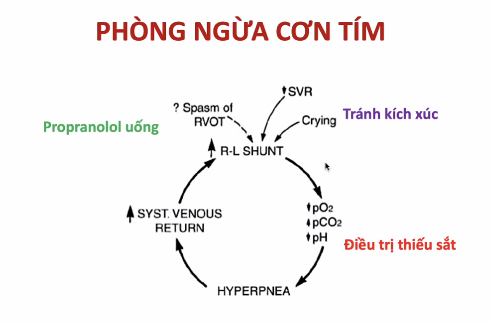 PHÒNG NGỪA CƠN TÍM
⬇SVR
? Spasm of
RVOT
Propranolol uống
Crying
Tránh kích xúc
⬆ R-L SHUNT
⬇pO₂
⬆pCO₂
⬇pH
⬆ SYST. VENOUS
RETURN
Điều trị thiếu sắt
HYPERPNEA